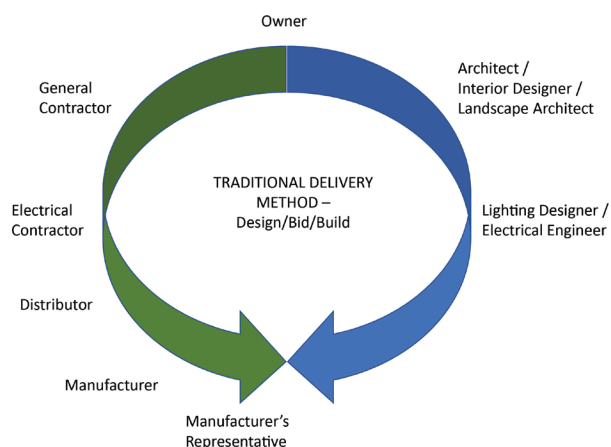 Owner
General
Contractor
Architect /
Interior Designer /
Landscape Architect
TRADITIONAL DELIVERY
METHOD –
Design/Bid/Build
Electrical
Contractor
Lighting Designer /
Electrical Engineer
Distributor
Manufacturer
Manufacturer’s
Representative